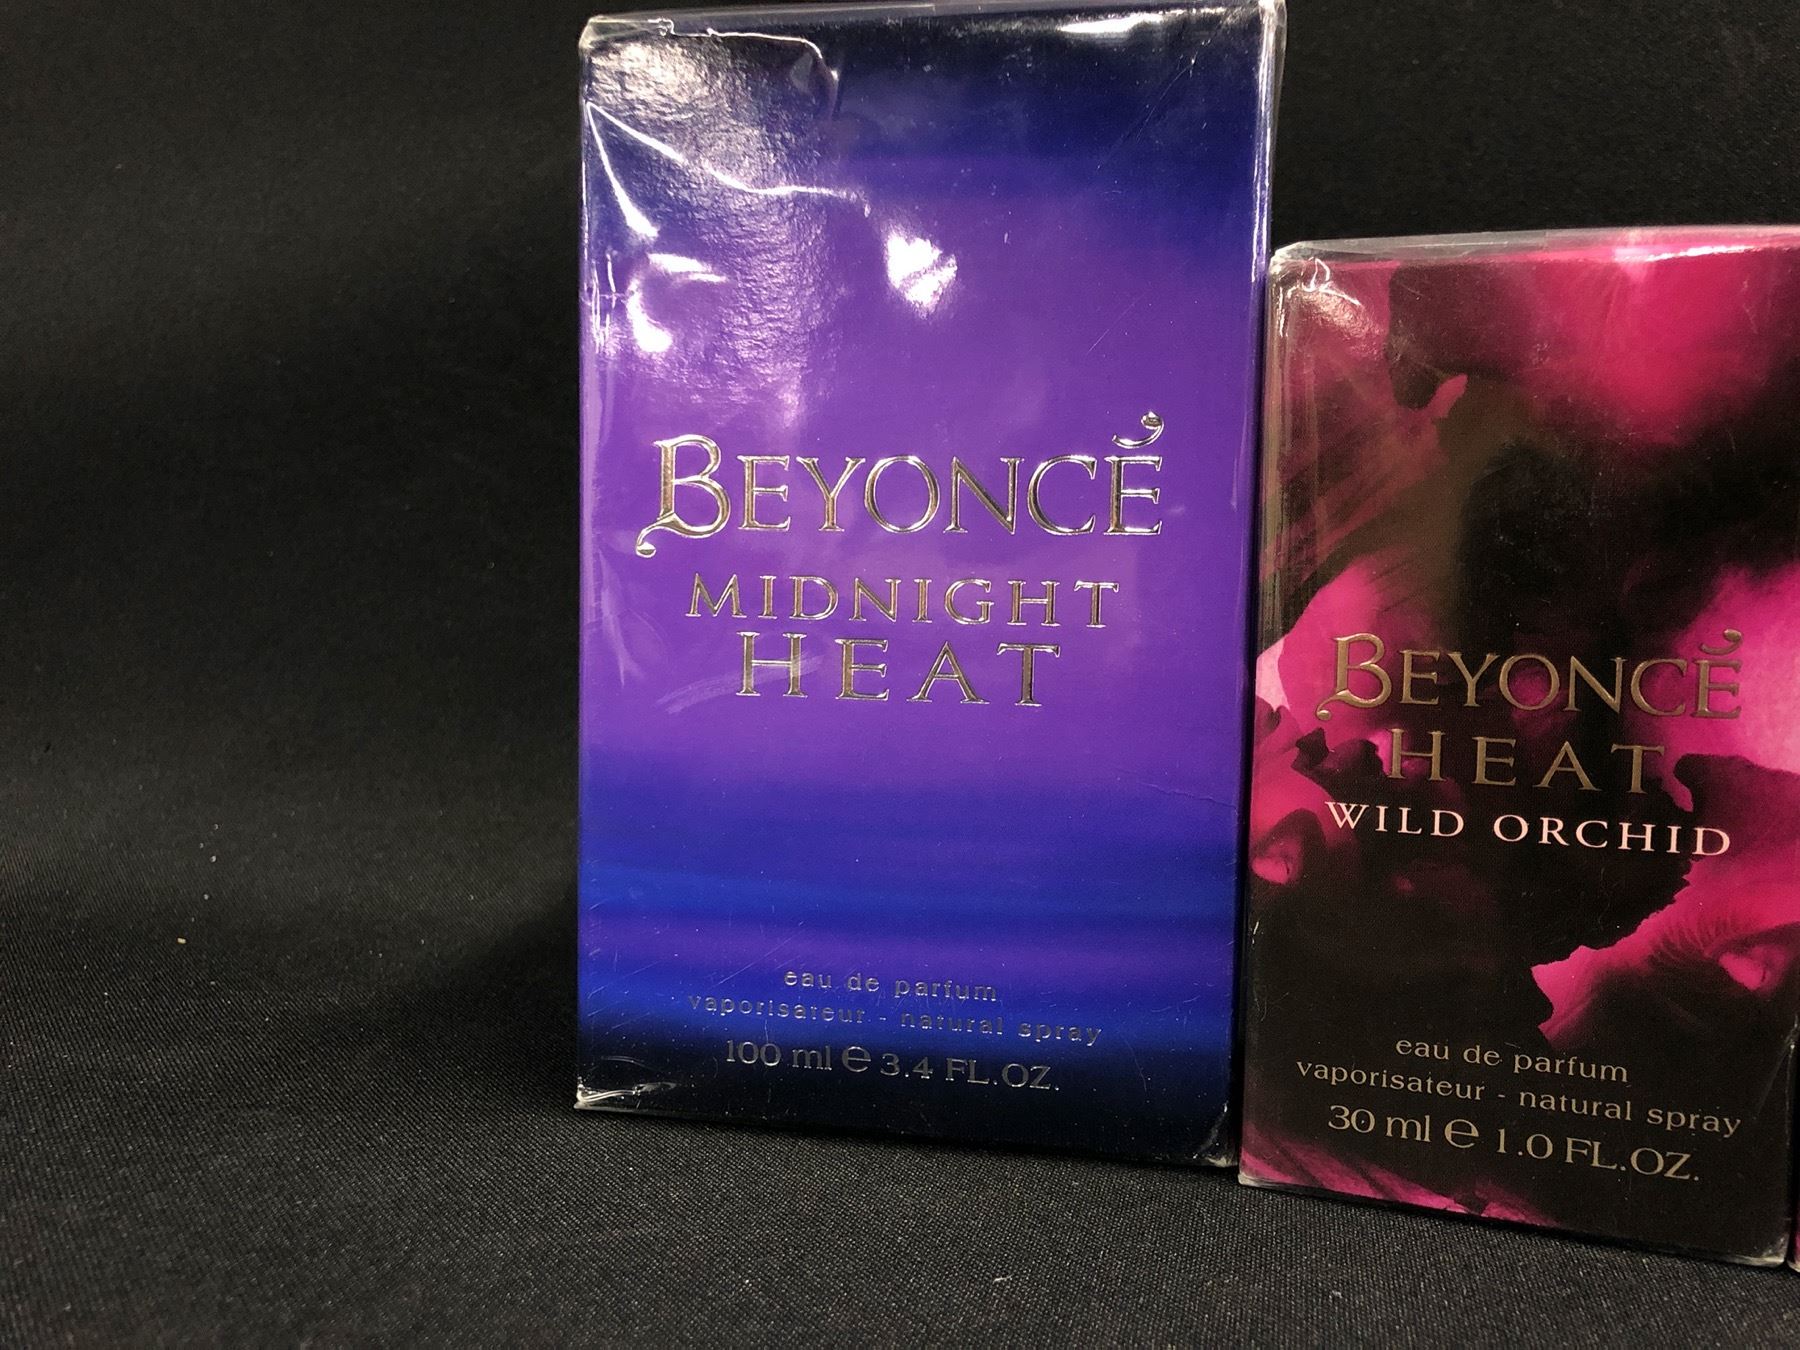 BEYONCÉ
MIDNIGHT
HEAT
eau de parfum
vaporisateur - natural spray
100 ml ℮ 3.4 FL.OZ.
BEYONCÉ
HEAT
WILD ORCHID
eau de parfum
vaporisateur - natural spray
30 ml ℮ 1.0 FL.OZ.